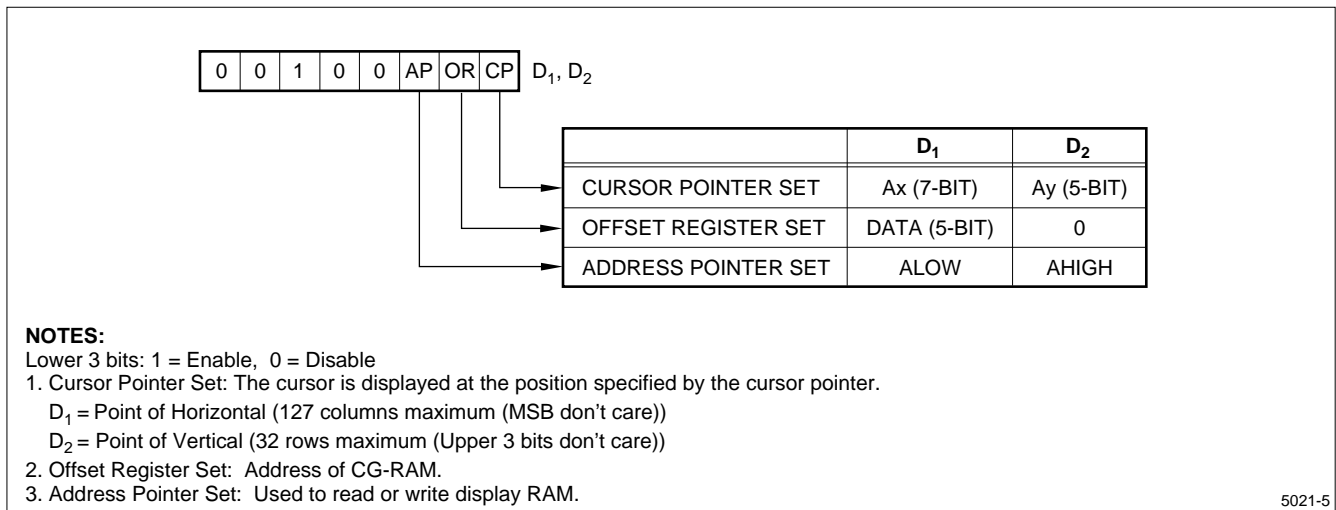 0 0 1 0 0 AP OR CP D₁, D₂
D₁ D₂
CURSOR POINTER SET Ax (7-BIT) Ay (5-BIT)
OFFSET REGISTER SET DATA (5-BIT) 0
ADDRESS POINTER SET ALOW AHIGH
NOTES:
Lower 3 bits: 1 = Enable, 0 = Disable
1. Cursor Pointer Set: The cursor is displayed at the position specified by the cursor pointer.
D₁ = Point of Horizontal (127 columns maximum (MSB don't care))
D₂ = Point of Vertical (32 rows maximum (Upper 3 bits don't care))
2. Offset Register Set: Address of CG-RAM.
3. Address Pointer Set: Used to read or write display RAM.
5021-5